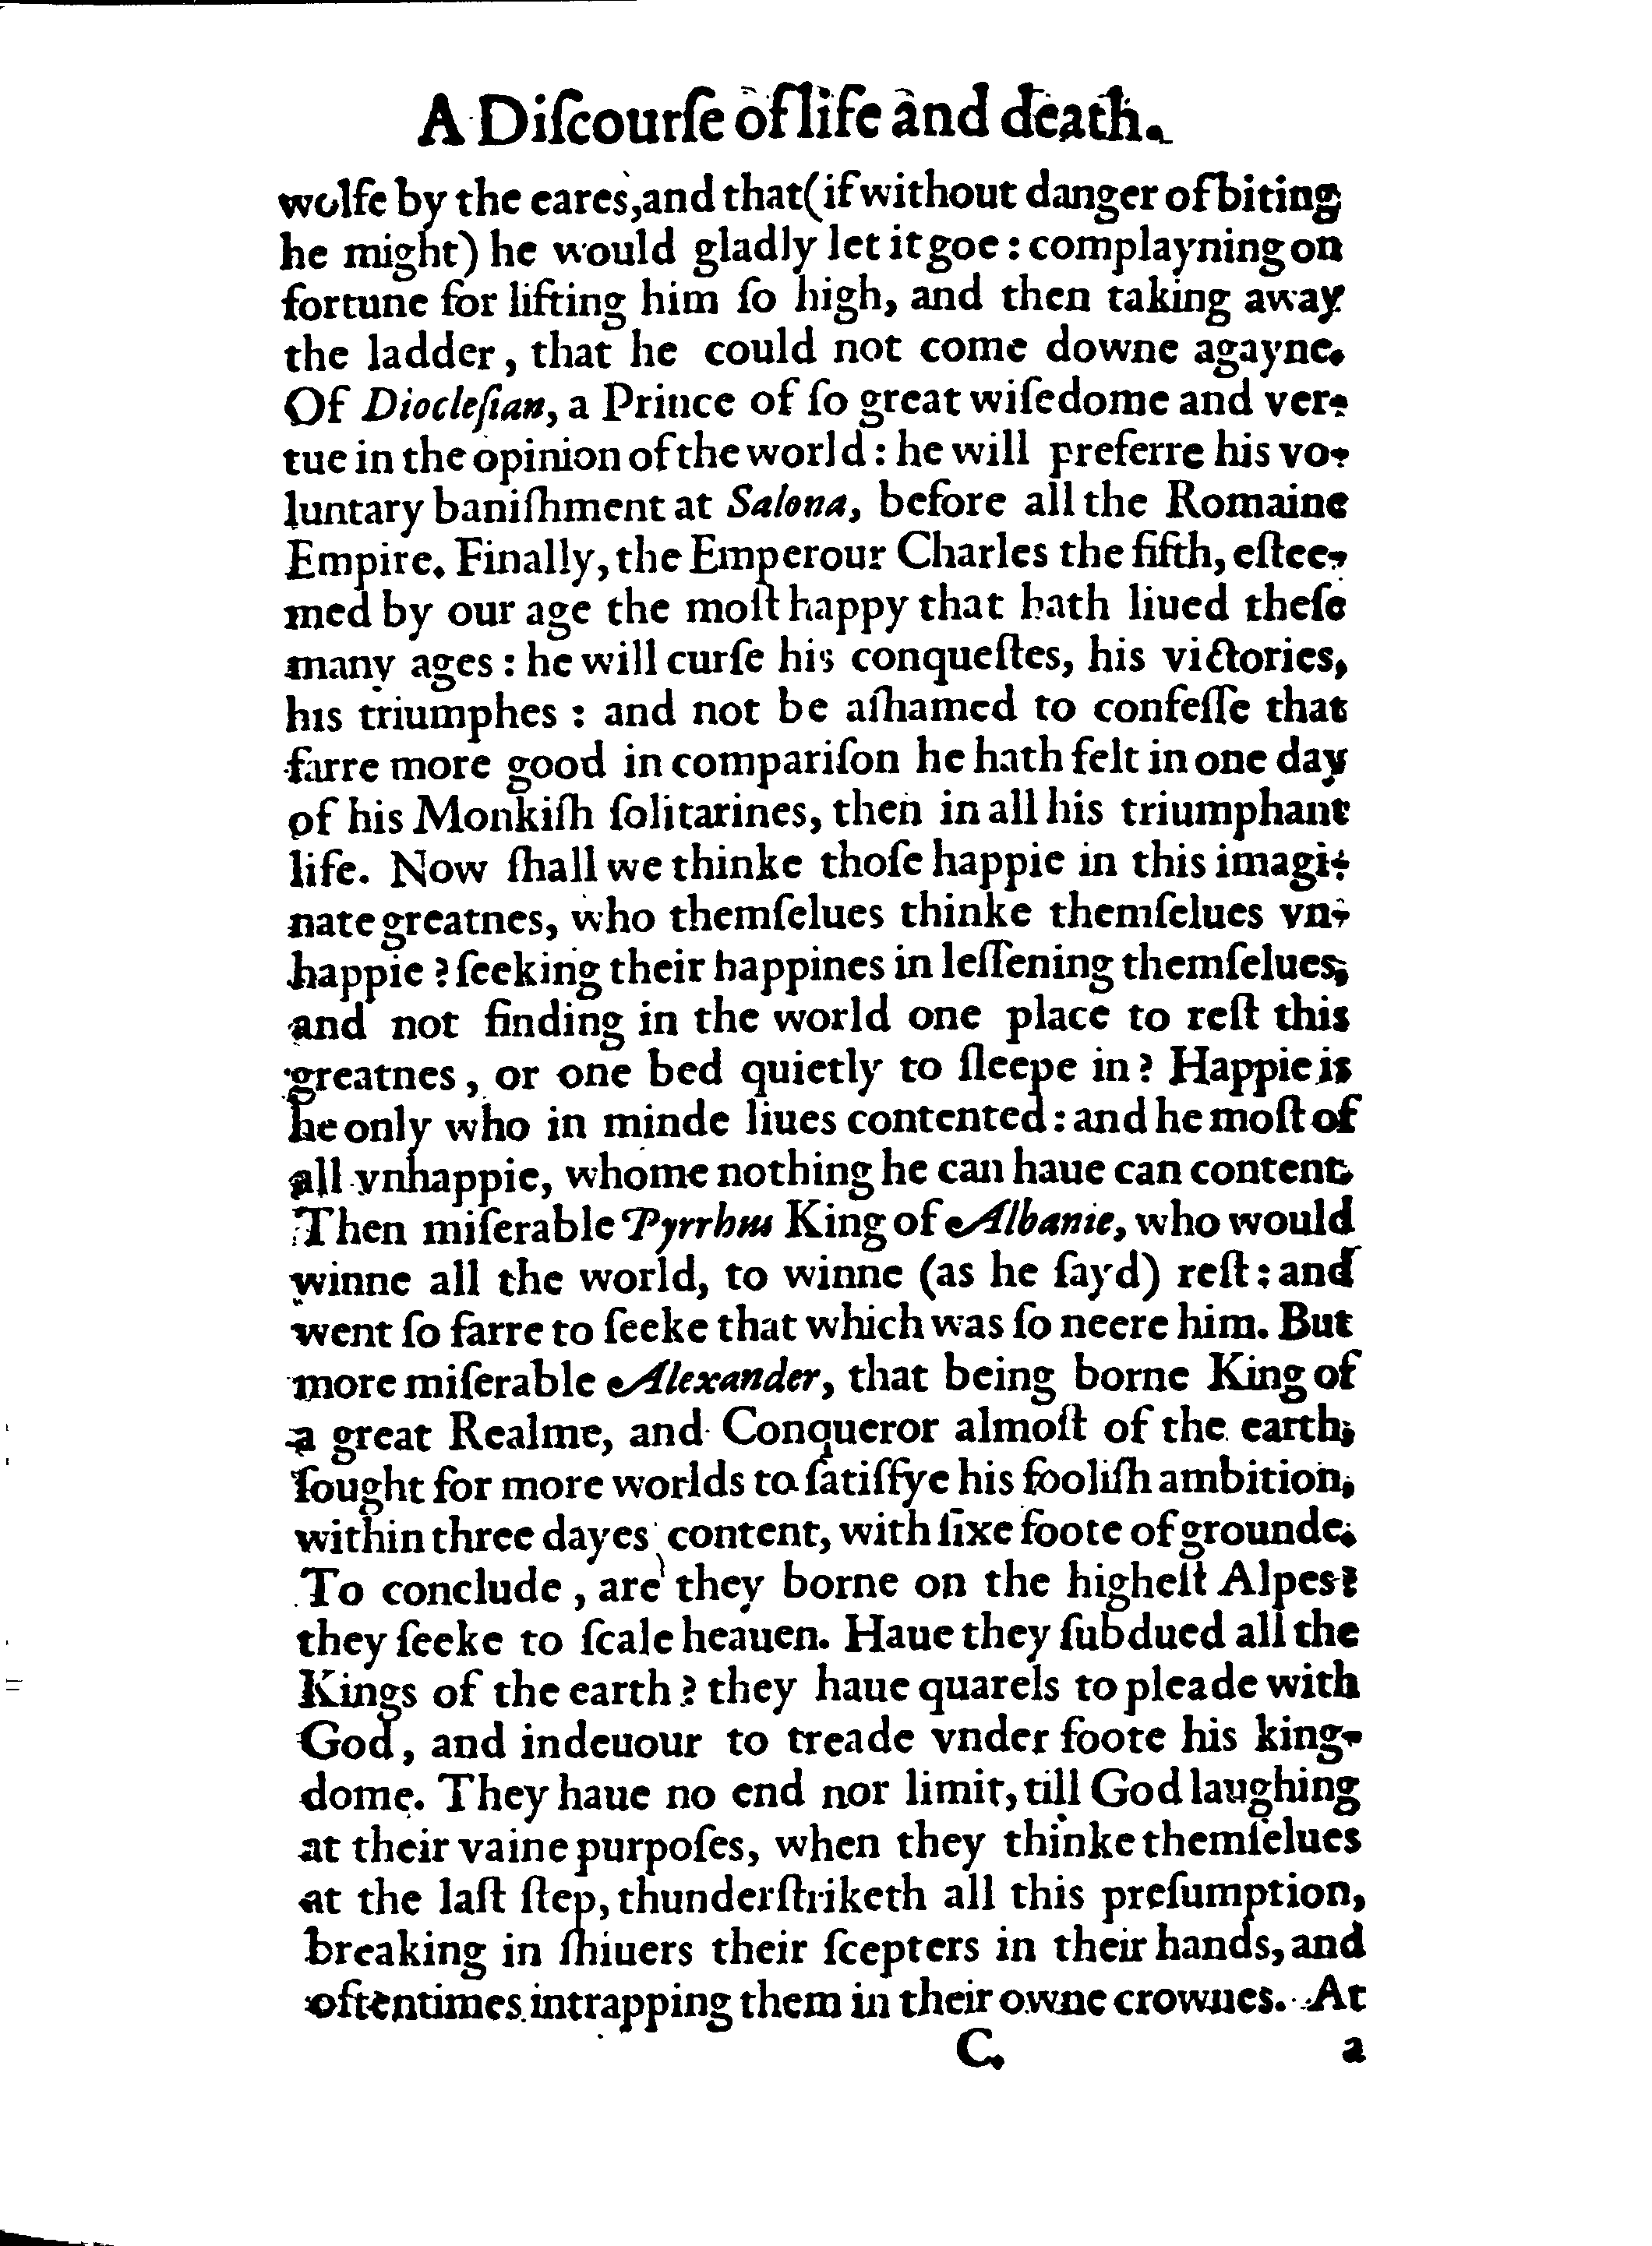 A Diſcourſe of life and death.
wolfe by the eares, and that (if without danger of biting
he might) he would gladly let it goe: complayning on
fortune for lifting him ſo high, and then taking away
the ladder, that he could not come downe agayne.
Of Diocleſian, a Prince of ſo great wiſedome and ver-
tue in the opinion of the world: he will preferre his vo-
luntary baniſhment at Salona, before all the Romaine
Empire. Finally, the Emperour Charles the fifth, eſtee-
med by our age the moſt happy that hath liued theſe
many ages: he will curſe his conqueſtes, his victories,
his triumphes: and not be aſhamed to confeſſe that
farre more good in compariſon he hath felt in one day
of his Monkiſh ſolitarines, then in all his triumphant
life. Now ſhall we thinke thoſe happie in this imagi-
nate greatnes, who themſelues thinke themſelues vn-
happie? ſeeking their happines in leſſening themſelues,
and not finding in the world one place to reſt this
greatnes, or one bed quietly to ſleepe in? Happie is
he only who in minde liues contented: and he moſt of
all vnhappie, whome nothing he can haue can content.
Then miſerable Pyrrhus King of Albanie, who would
winne all the world, to winne (as he ſayd) reſt: and
went ſo farre to ſeeke that which was ſo neere him. But
more miſerable Alexander, that being borne King of
a great Realme, and Conqueror almoſt of the earth,
ſought for more worlds to ſatiſfye his fooliſh ambition,
within three dayes content, with ſixe foote of grounde.
To conclude, are they borne on the higheſt Alpes?
they ſeeke to ſcale heauen. Haue they ſubdued all the
Kings of the earth? they haue quarels to pleade with
God, and indeuour to treade vnder foote his king-
dome. They haue no end nor limit, till God laughing
at their vaine purpoſes, when they thinke themſelues
at the laſt ſtep, thunderſtriketh all this preſumption,
breaking in ſhiuers their ſcepters in their hands, and
oftentimes intrapping them in their owne crownes. At
C. a